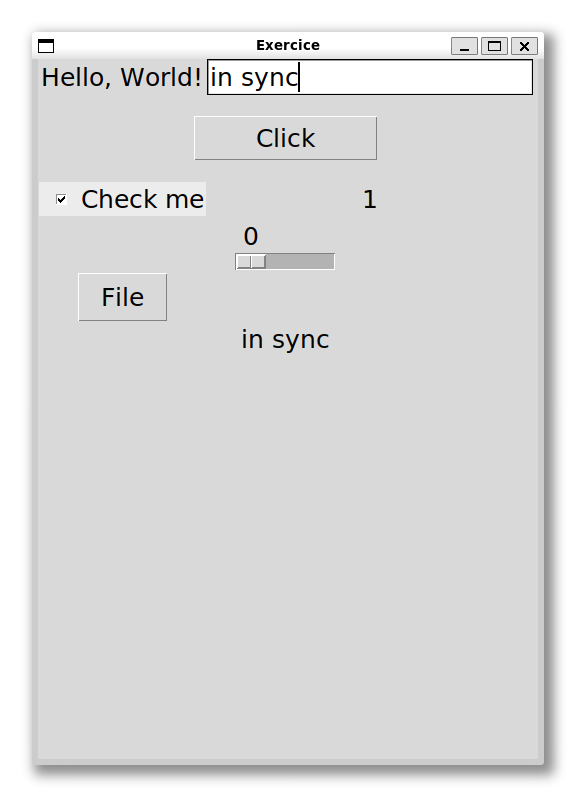 Exercice
Hello, World! in sync
Click
Check me 1
0
File
in sync